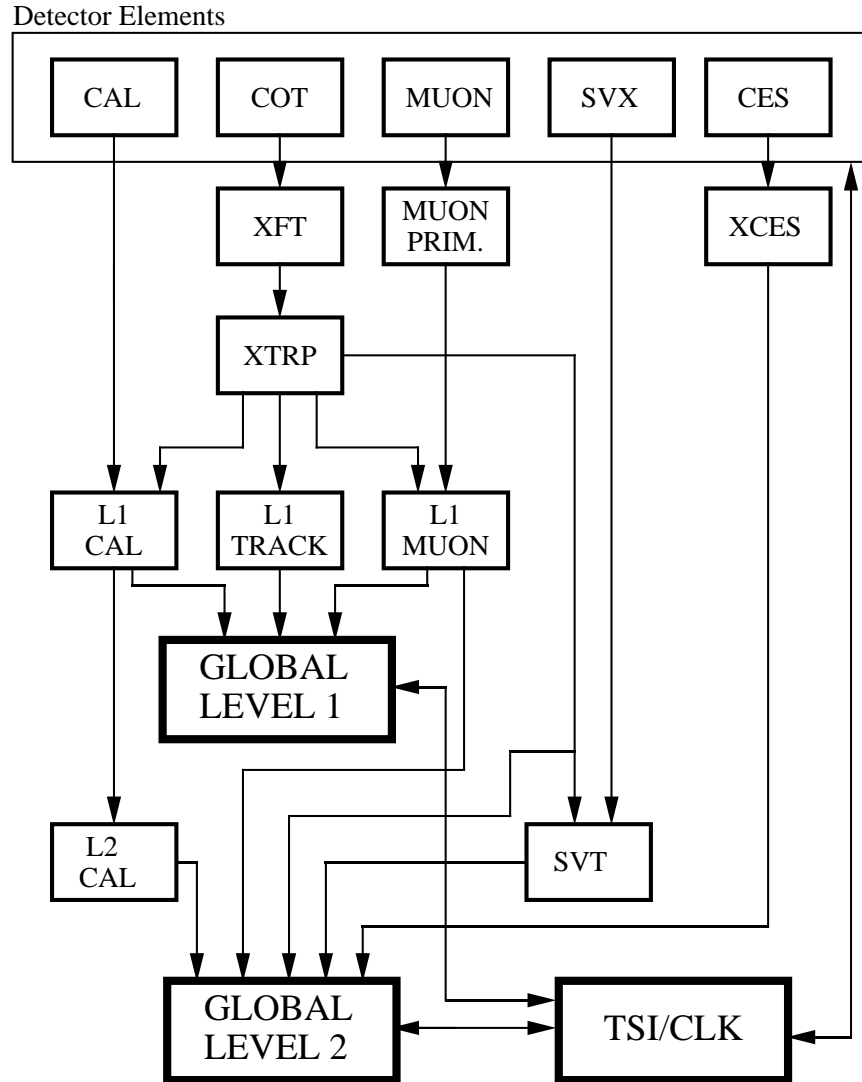 Detector Elements
CAL
COT
MUON
SVX
CES
XFT
MUON
PRIM.
XCES
XTRP
L1
CAL
L1
TRACK
L1
MUON
GLOBAL
LEVEL 1
L2
CAL
SVT
GLOBAL
LEVEL 2
TSI/CLK